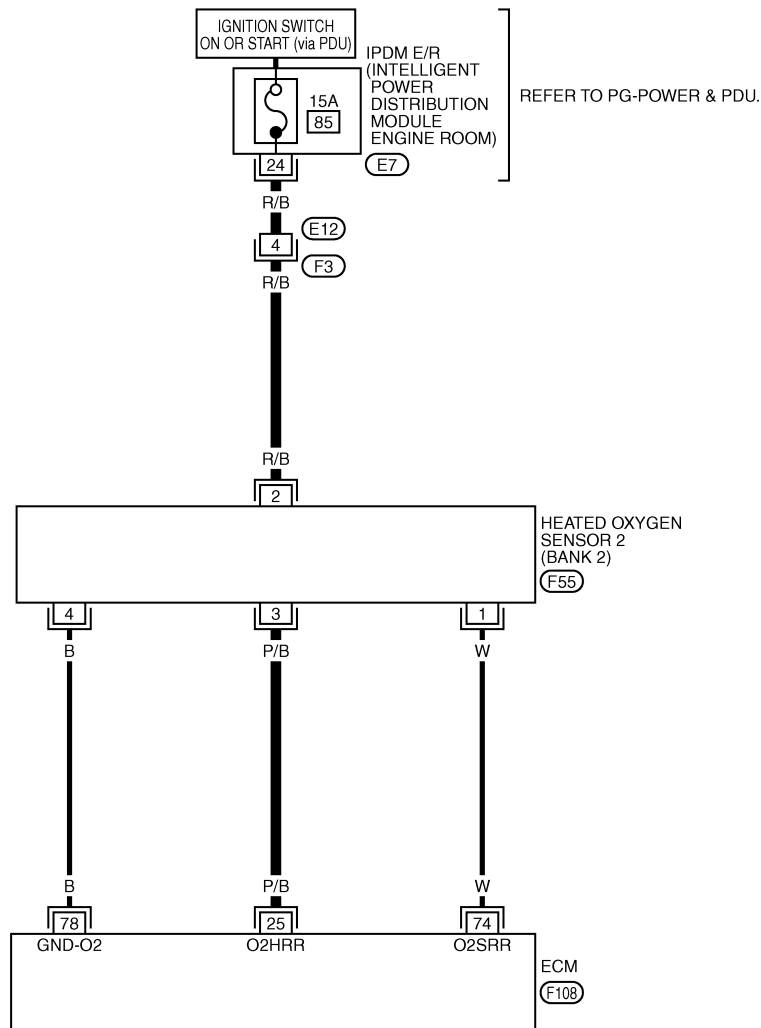 IGNITION SWITCH
ON OR START (via PDU)
IPDM E/R
(INTELLIGENT
POWER
DISTRIBUTION
MODULE
ENGINE ROOM)
REFER TO PG-POWER & PDU.
15A
85
24
E7
R/B
E12
4
F3
R/B
R/B
2
HEATED OXYGEN
SENSOR 2
(BANK 2)
F55
4
3
1
B
P/B
W
B
P/B
W
78
25
74
GND-O2
O2HRR
O2SRR
ECM
F108